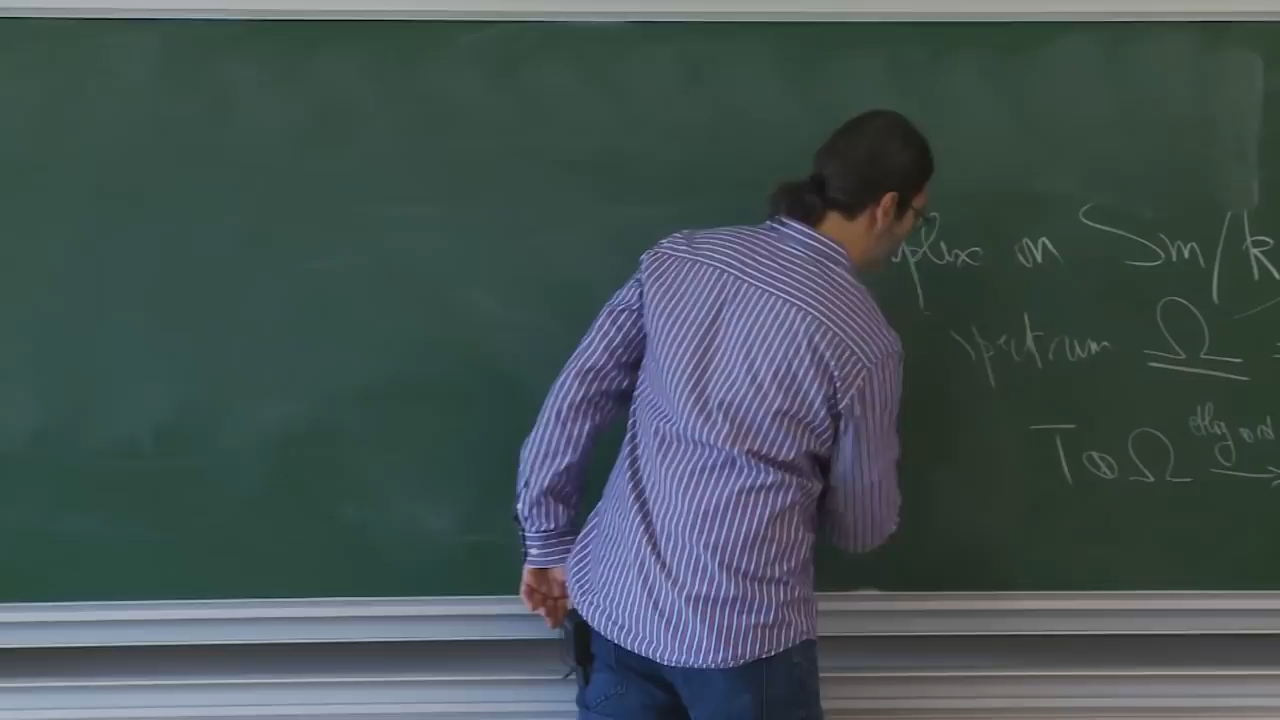 plex on Sm/k
spectrum Ω
T⊗Ω →